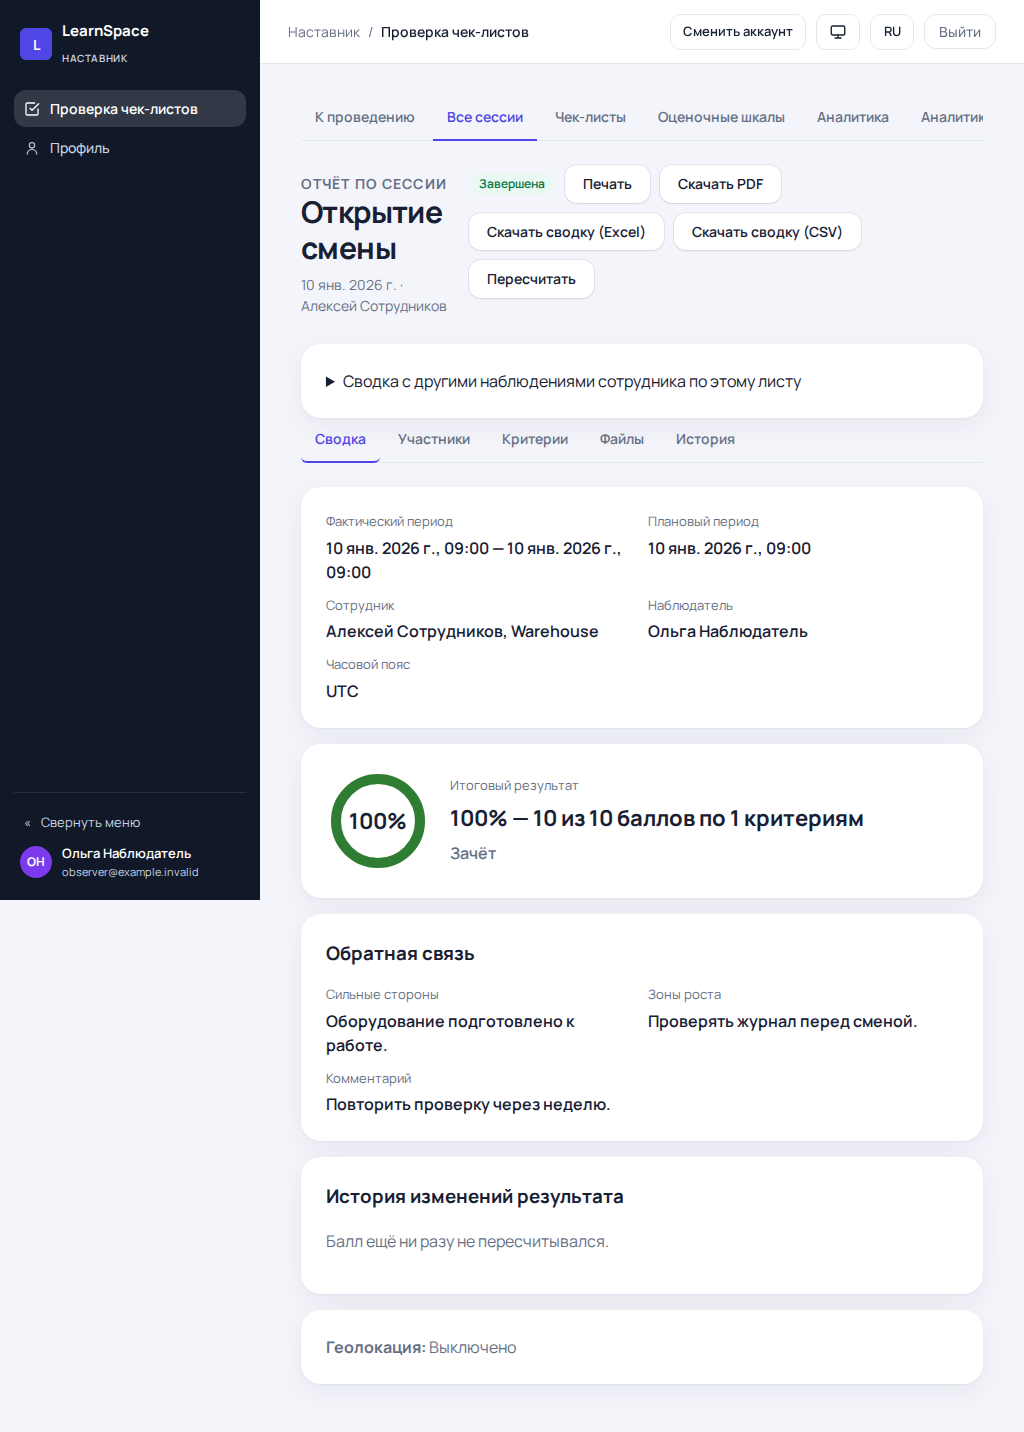 L
LearnSpace
НАСТАВНИК
Проверка чек-листов
Профиль
« Свернуть меню
ОН
Ольга Наблюдатель
observer@example.invalid
Наставник / Проверка чек-листов
Сменить аккаунт
RU
Выйти
К проведению
Все сессии
Чек-листы
Оценочные шкалы
Аналитика
Аналитик
ОТЧЁТ ПО СЕССИИ
Открытие
смены
10 янв. 2026 г. ·
Алексей Сотрудников
Завершена
Печать
Скачать PDF
Скачать сводку (Excel)
Скачать сводку (CSV)
Пересчитать
Сводка с другими наблюдениями сотрудника по этому листу
Сводка
Участники
Критерии
Файлы
История
Фактический период
10 янв. 2026 г., 09:00 — 10 янв. 2026 г.,
09:00
Плановый период
10 янв. 2026 г., 09:00
Сотрудник
Алексей Сотрудников, Warehouse
Наблюдатель
Ольга Наблюдатель
Часовой пояс
UTC
100%
Итоговый результат
100% — 10 из 10 баллов по 1 критериям
Зачёт
Обратная связь
Сильные стороны
Оборудование подготовлено к
работе.
Зоны роста
Проверять журнал перед сменой.
Комментарий
Повторить проверку через неделю.
История изменений результата
Балл ещё ни разу не пересчитывался.
Геолокация: Выключено